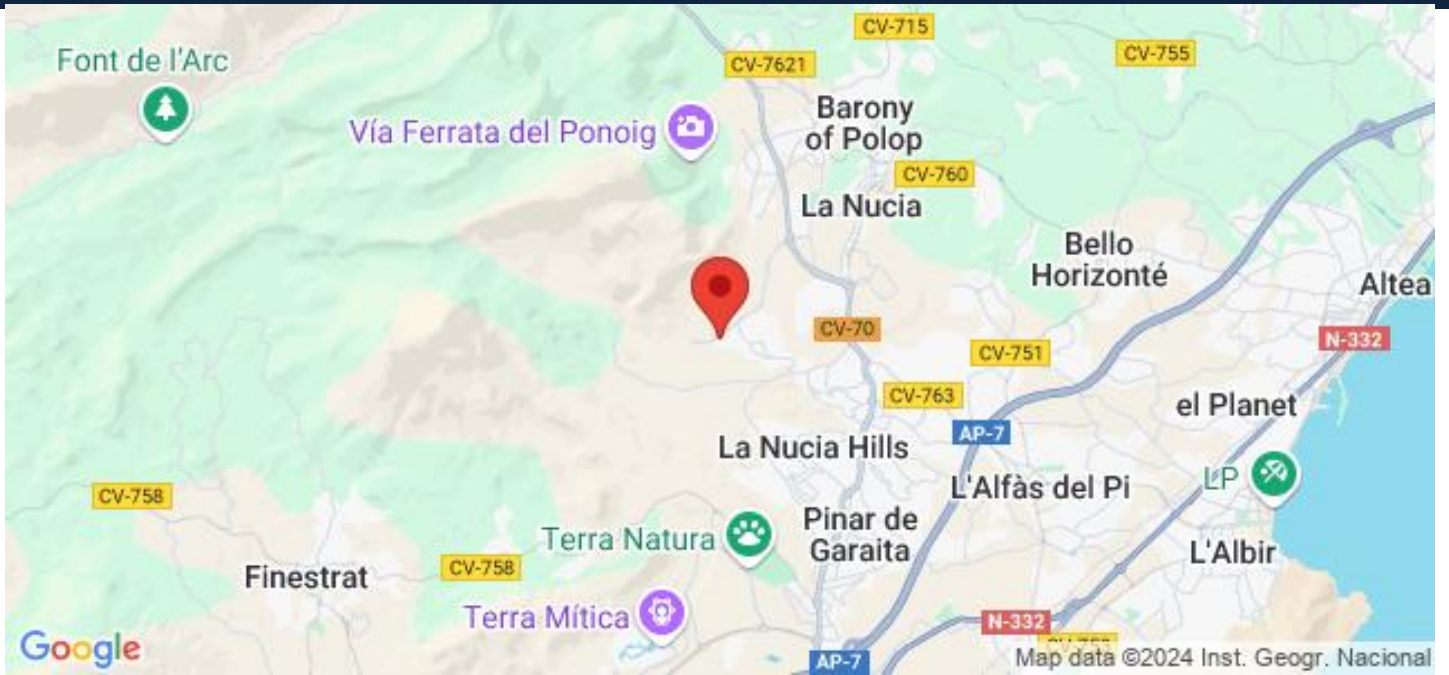 CV-715
Font de l'Arc
CV-7621
CV-755
Barony
of Polop
Vía Ferrata del Ponoig
CV-760
La Nucia
Bello
Horizonté
Altea
CV-70
N-332
CV-751
CV-763
el Planet
AP-7
La Nucia Hills
LP
L'Alfàs del Pi
CV-758
Pinar de
Garaita
Terra Natura
L'Albir
CV-758
Finestrat
Terra Mítica
N-332
Google
AP-7
Map data ©2024 Inst. Geogr. Nacional